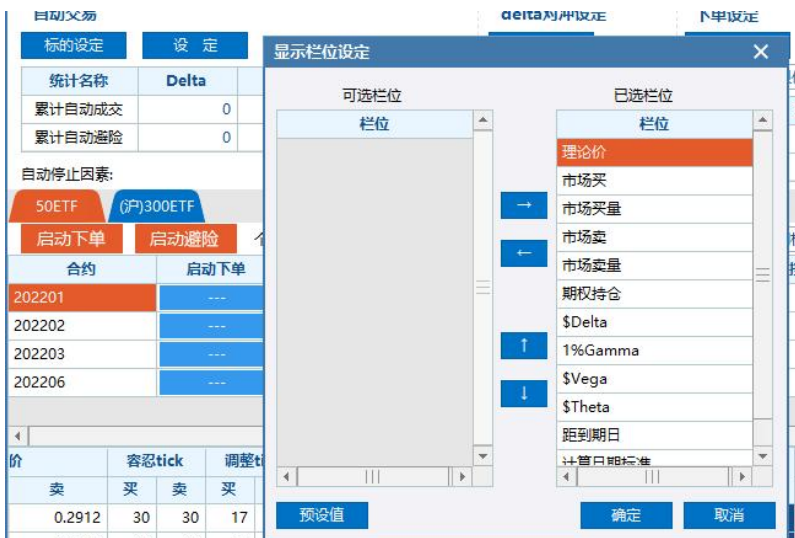 自动交易
delta对冲设定
下单设定
标的设定
设 定
统计名称 Delta
累计自动成交 0
累计自动避险 0
自动停止因素:
50ETF (沪)300ETF
启动下单 启动避险
合约 启动下单
202201 ---
202202 ---
202203 ---
202206 ---
价 容忍tick
卖 买 卖 买
0.2912 30 30 17
显示栏位设定
可选栏位
栏位
→
←
↑
↓
已选栏位
栏位
理论价
市场买
市场买量
市场卖
市场卖量
期权持仓
$Delta
1%Gamma
$Vega
$Theta
距到期日
计算日期标准
预设值
确定 取消